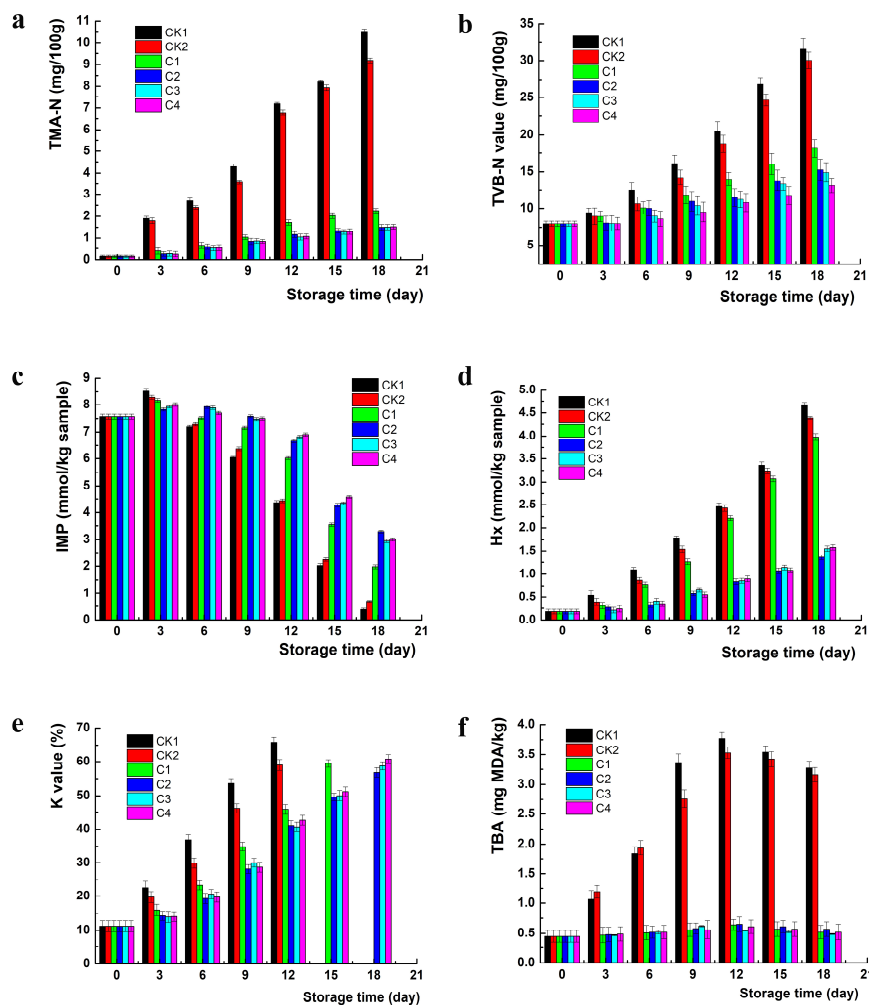 a
TMA-N (mg/100g)
11
10
9
8
7
6
5
4
3
2
1
0
CK1
CK2
C1
C2
C3
C4
0 3 6 9 12 15 18 21
Storage time (day)
b
TVB-N value (mg/100g)
35
30
25
20
15
10
5
CK1
CK2
C1
C2
C3
C4
0 3 6 9 12 15 18 21
Storage time (day)
c
IMP (mmol/kg sample)
9
8
7
6
5
4
3
2
1
0
CK1
CK2
C1
C2
C3
C4
0 3 6 9 12 15 18 21
Storage time (day)
d
Hx (mmol/kg sample)
5.0
4.5
4.0
3.5
3.0
2.5
2.0
1.5
1.0
0.5
0.0
CK1
CK2
C1
C2
C3
C4
0 3 6 9 12 15 18 21
Storage time (day)
e
K value (%)
70
60
50
40
30
20
10
0
CK1
CK2
C1
C2
C3
C4
0 3 6 9 12 15 18 21
Storage time (day)
f
TBA (mg MDA/kg)
4.0
3.5
3.0
2.5
2.0
1.5
1.0
0.5
0.0
CK1
CK2
C1
C2
C3
C4
0 3 6 9 12 15 18 21
Storage time (day)